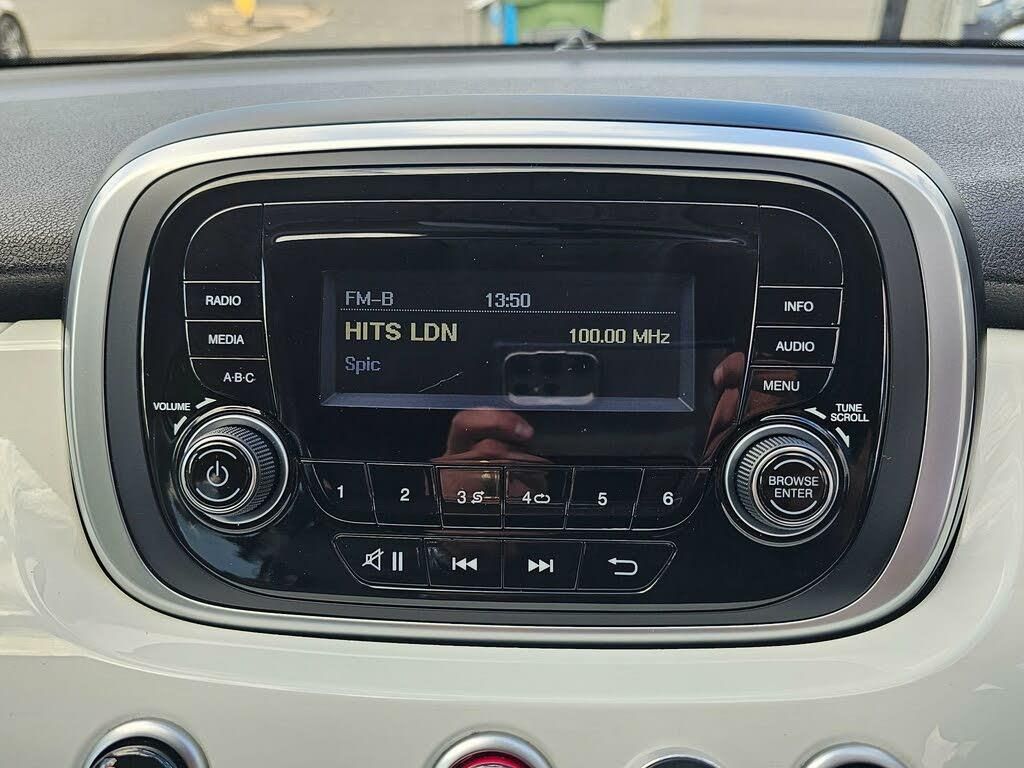 FM-B 13:50
HITS LDN 100.00 MHz
Spic
RADIO
MEDIA
A·B·C
INFO
AUDIO
MENU
VOLUME
TUNE
SCROLL
BROWSE
ENTER
1 2 3 4 5 6